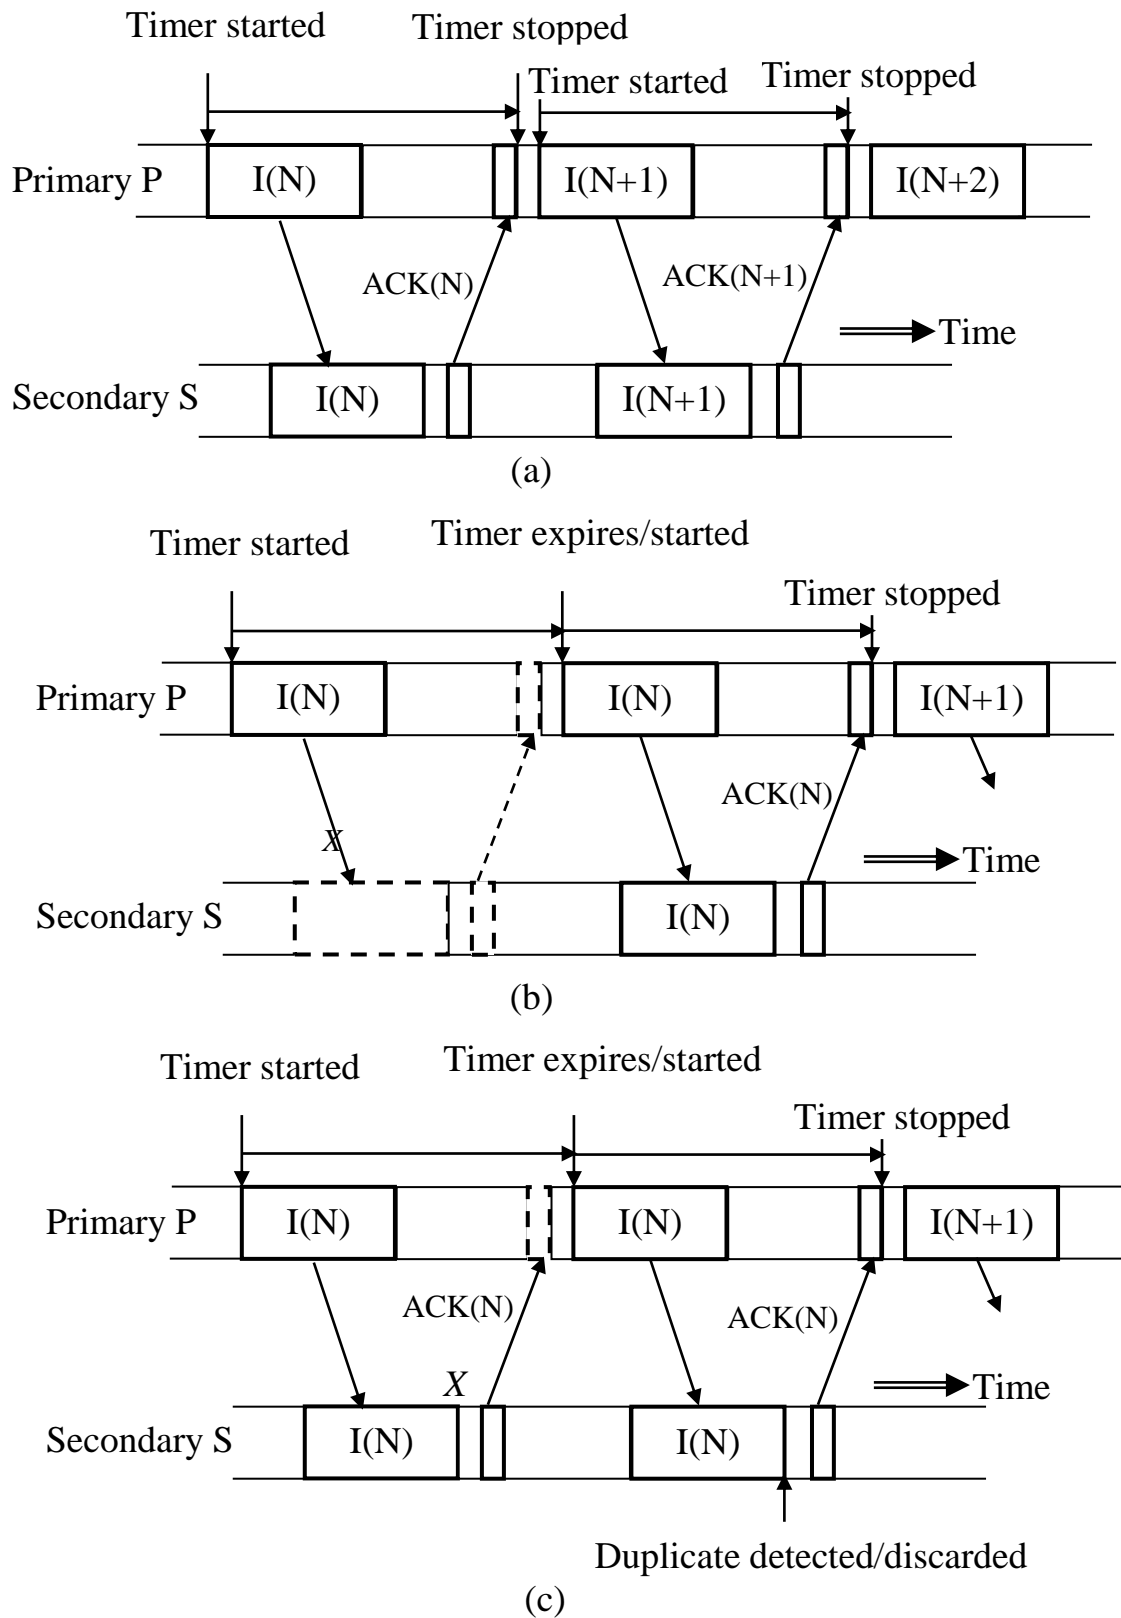 Timer started Timer stopped
Timer started Timer stopped
Primary P I(N) I(N+1) I(N+2)
ACK(N) ACK(N+1)
Time
Secondary S I(N) I(N+1)
(a)
Timer started Timer expires/started
Timer stopped
Primary P I(N) I(N) I(N+1)
ACK(N)
X Time
Secondary S I(N)
(b)
Timer started Timer expires/started
Timer stopped
Primary P I(N) I(N) I(N+1)
ACK(N) ACK(N)
X Time
Secondary S I(N) I(N)
Duplicate detected/discarded
(c)